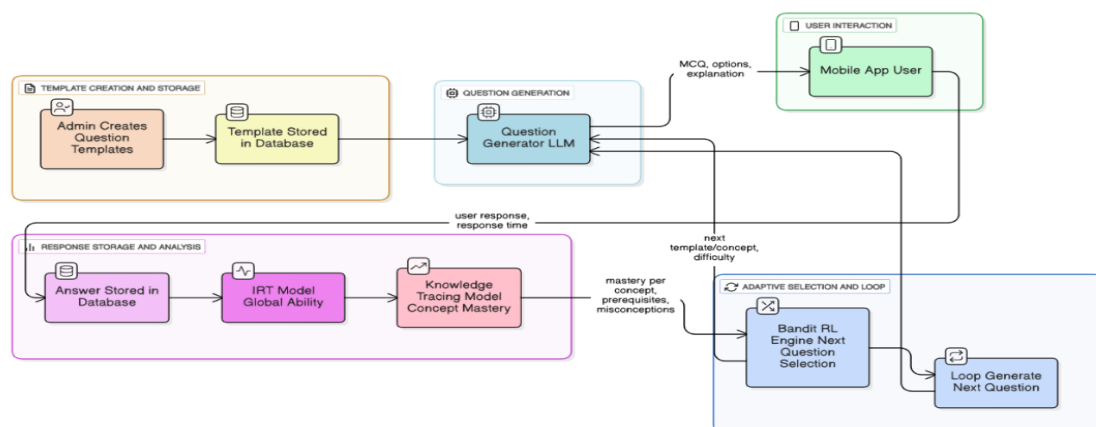 USER INTERACTION
Mobile App User
MCQ, options,
explanation
TEMPLATE CREATION AND STORAGE
Admin Creates
Question
Templates
Template Stored
in Database
QUESTION GENERATION
Question
Generator LLM
user response,
response time
RESPONSE STORAGE AND ANALYSIS
Answer Stored in
Database
IRT Model
Global Ability
Knowledge
Tracing Model
Concept Mastery
mastery per
concept,
prerequisites,
misconceptions
next
template/concept,
difficulty
ADAPTIVE SELECTION AND LOOP
Bandit RL
Engine Next
Question
Selection
Loop Generate
Next Question